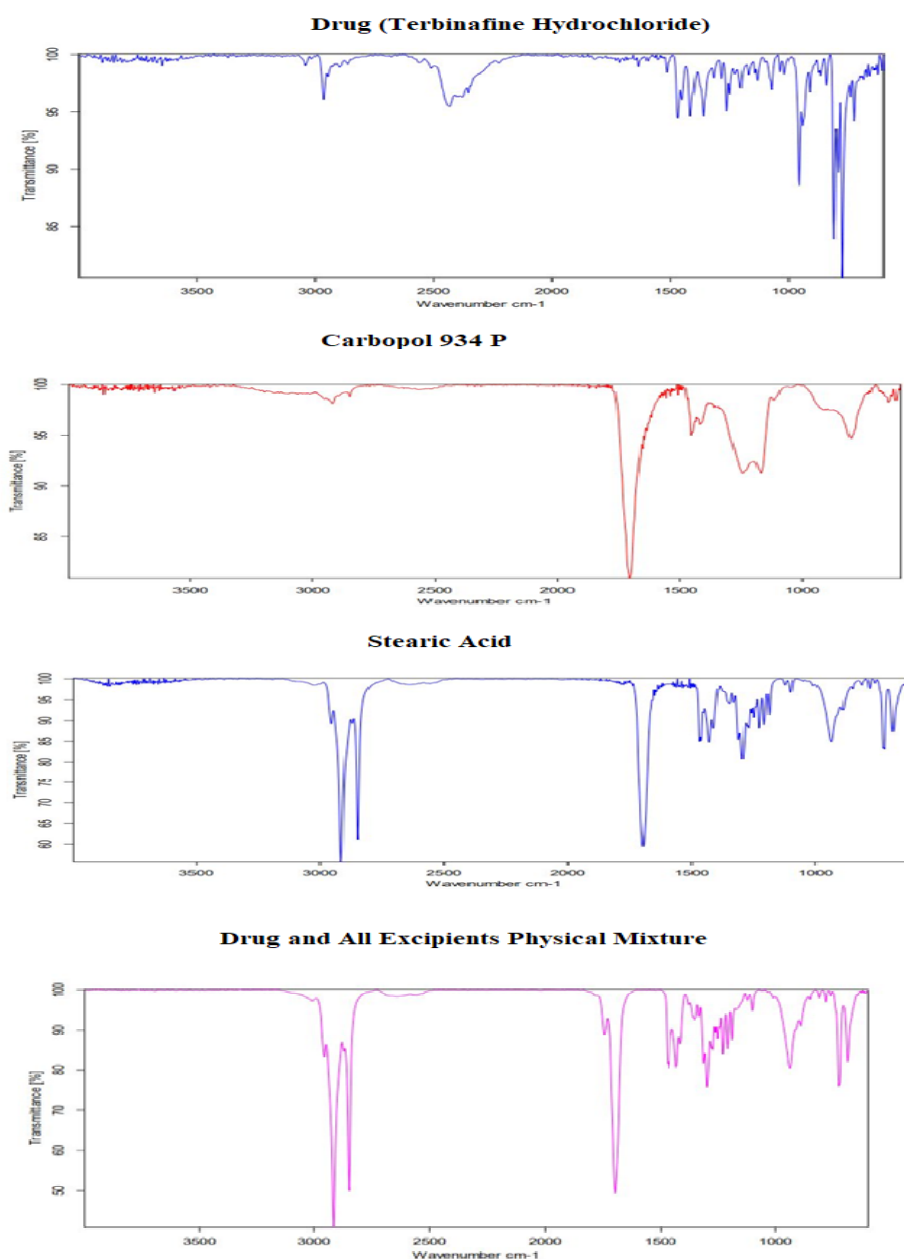 Drug (Terbinafine Hydrochloride)
Transmittance [%]
100
95
90
85
3500 3000 2500 2000 1500 1000
Wavenumber cm-1
Carbopol 934 P
Transmittance [%]
100
95
90
85
3500 3000 2500 2000 1500 1000
Wavenumber cm-1
Stearic Acid
Transmittance [%]
100
95
90
85
80
75
70
65
60
3500 3000 2500 2000 1500 1000
Wavenumber cm-1
Drug and All Excipients Physical Mixture
Transmittance [%]
100
90
80
70
60
50
3500 3000 2500 2000 1500 1000
Wavenumber cm-1